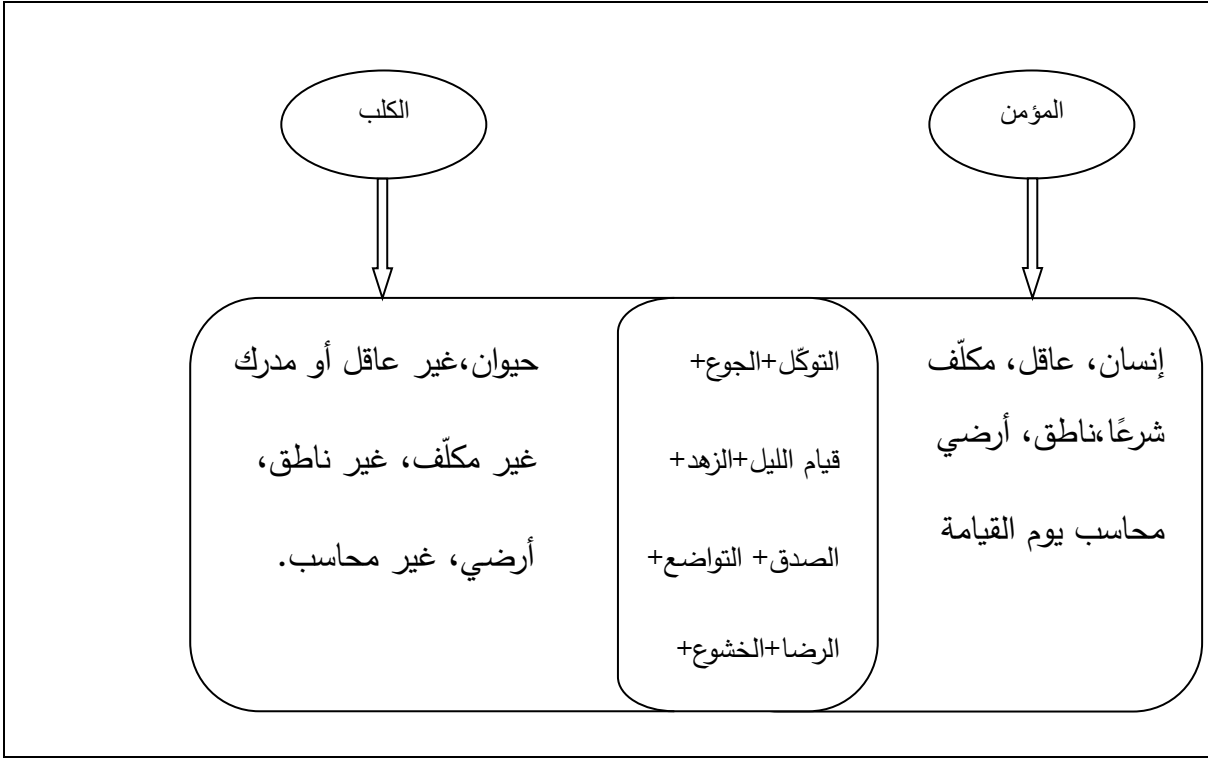 المؤمن
الكلب
إنسان، عاقل، مكلّف
شرعًا،ناطق، أرضي
محاسب يوم القيامة
التوكّل+الجوع+
قيام الليل+الزهد+
الصدق+ التواضع+
الرضا+الخشوع+
حيوان،غير عاقل أو مدرك
غير مكلّف، غير ناطق،
أرضي، غير محاسب.